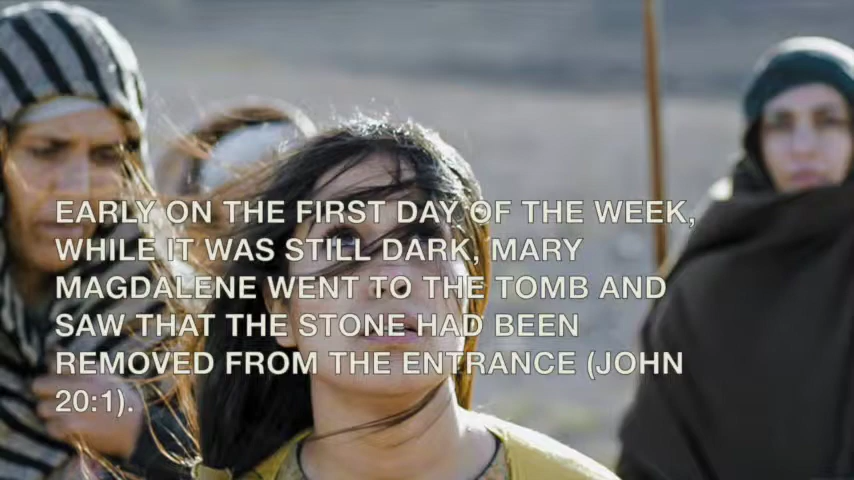 EARLY ON THE FIRST DAY OF THE WEEK,
WHILE IT WAS STILL DARK, MARY
MAGDALENE WENT TO THE TOMB AND
SAW THAT THE STONE HAD BEEN
REMOVED FROM THE ENTRANCE (JOHN
20:1).